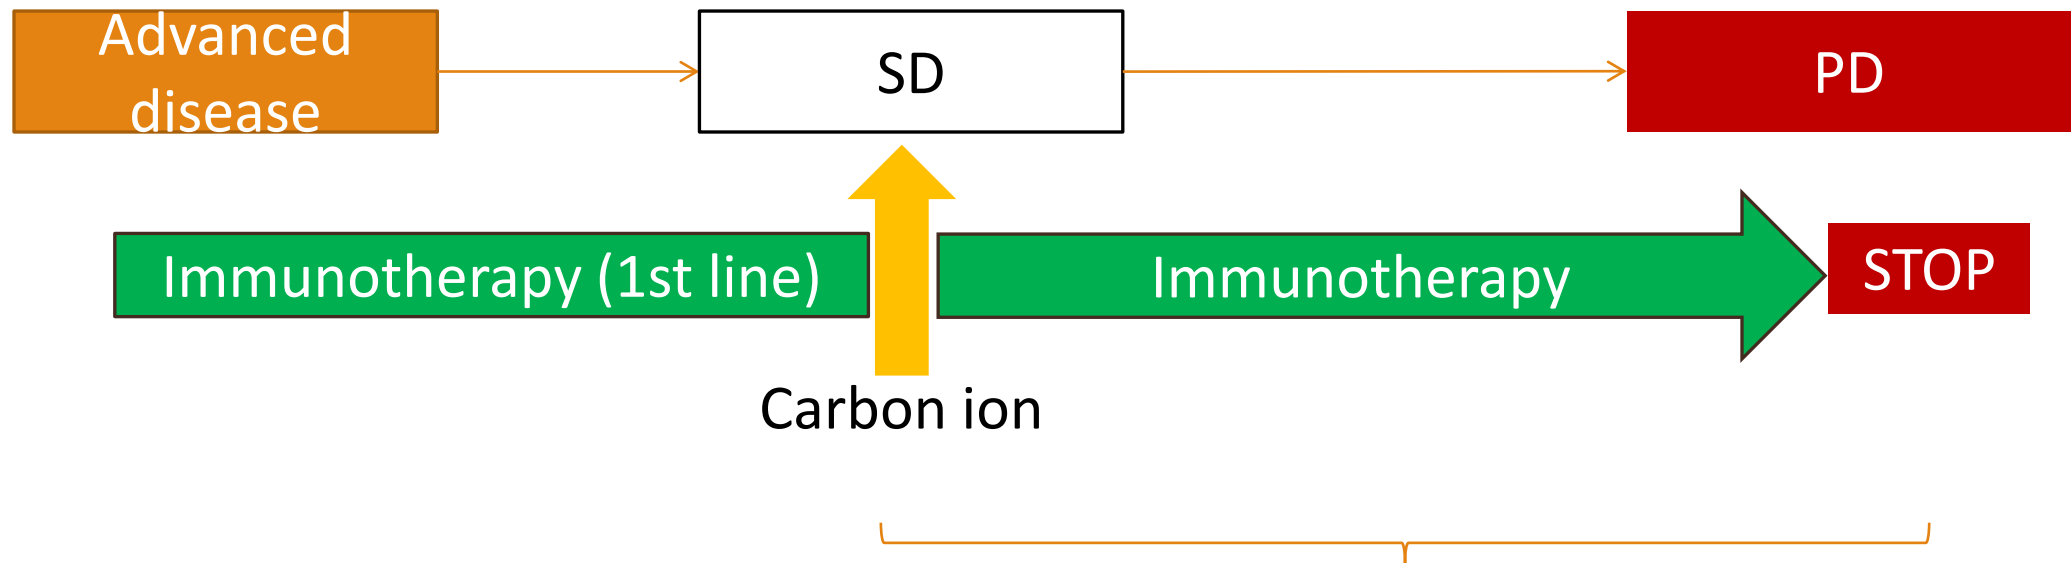 Advanced
disease
SD
PD
Immunotherapy (1st line)
Immunotherapy
STOP
Carbon ion